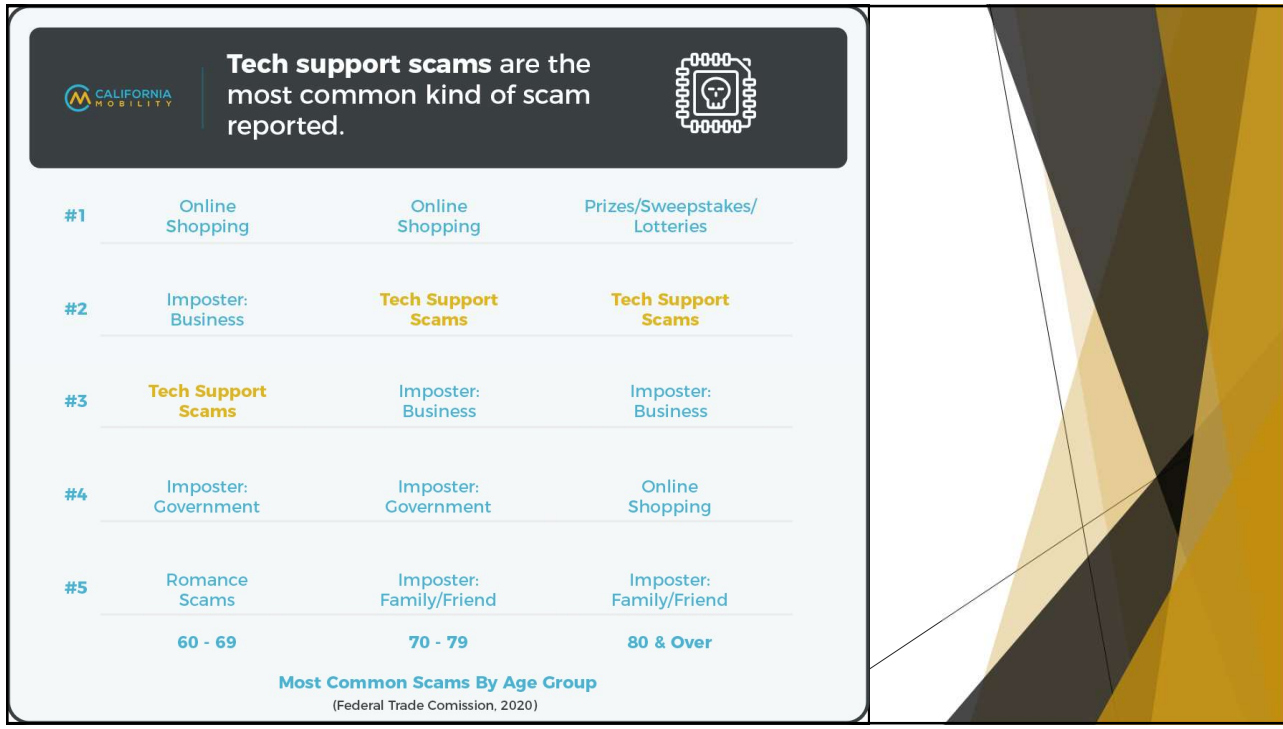 CALIFORNIA
MOBILITY
Tech support scams are the
most common kind of scam
reported.
#1
Online
Shopping
Online
Shopping
Prizes/Sweepstakes/
Lotteries
#2
Imposter:
Business
Tech Support
Scams
Tech Support
Scams
#3
Tech Support
Scams
Imposter:
Business
Imposter:
Business
#4
Imposter:
Government
Imposter:
Government
Online
Shopping
#5
Romance
Scams
Imposter:
Family/Friend
Imposter:
Family/Friend
60 - 69
70 - 79
80 & Over
Most Common Scams By Age Group
(Federal Trade Comission, 2020)